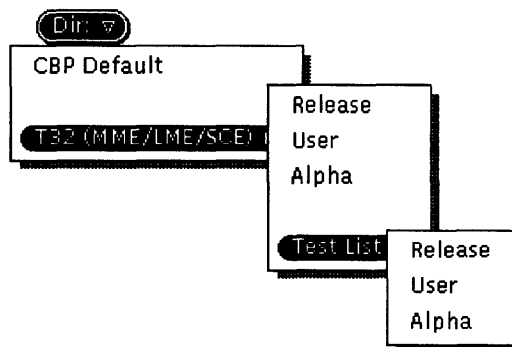 Dir:
CBP Default
T32 (MME/LME/SCE)
Release
User
Alpha
Test List
Release
User
Alpha